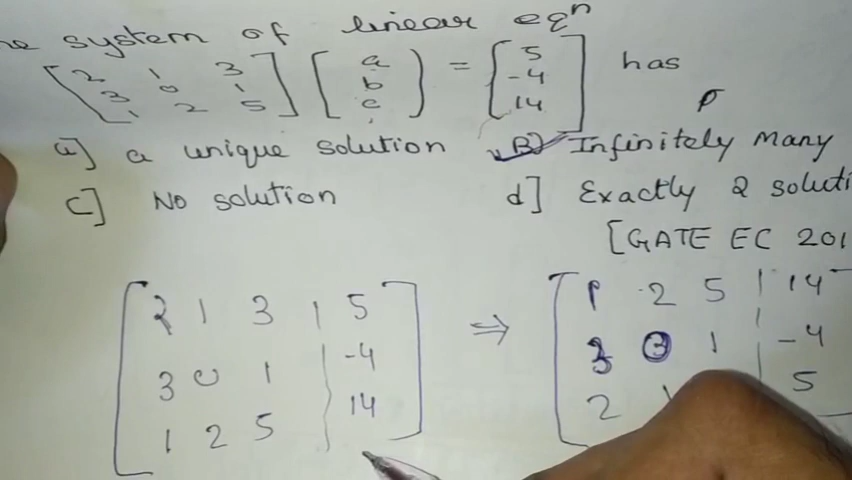 system of linear eqn
[2 1 3 3 0 1 1 2 5] [a b c] = [5 -4 14] has
a] a unique solution B) Infinitely many
c] No solution d] Exactly 2 soluti
[GATE EC 201
2 1 3 | 5 ⇒ 1 2 5 | 14
3 0 1 | -4 3 0 1 | -4
1 2 5 | 14 2 1 5